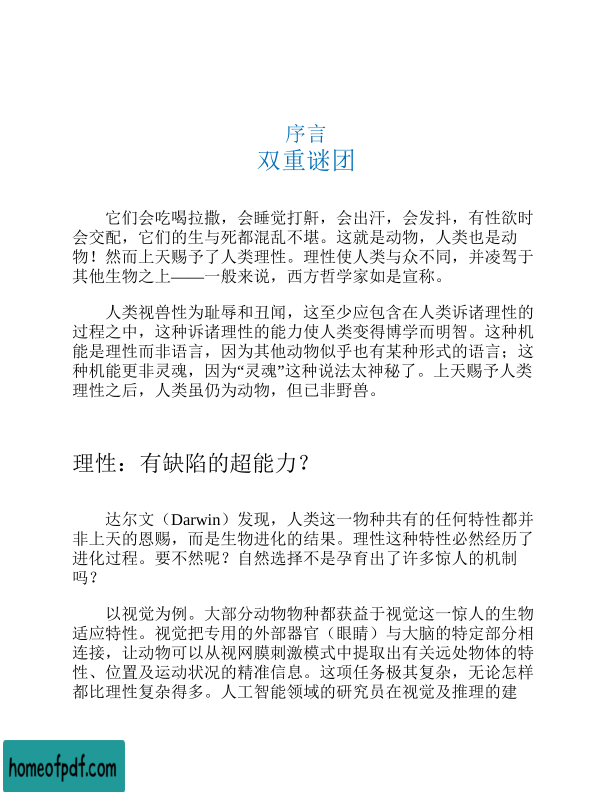 序言
双重谜团
它们会吃喝拉撒，会睡觉打鼾，会出汗，会发抖，有性欲时
会交配，它们的生与死都混乱不堪。这就是动物，人类也是动
物！然而上天赐予了人类理性。理性使人类与众不同，并凌驾于
其他生物之上——一般来说，西方哲学家如是宣称。
人类视兽性为耻辱和丑闻，这至少应包含在人类诉诸理性的
过程之中，这种诉诸理性的能力使人类变得博学而明智。这种机
能是理性而非语言，因为其他动物似乎也有某种形式的语言；这
种机能更非灵魂，因为“灵魂”这种说法太神秘了。上天赐予人类
理性之后，人类虽仍为动物，但已非野兽。
理性：有缺陷的超能力？
达尔文（Darwin）发现，人类这一物种共有的任何特性都并
非上天的恩赐，而是生物进化的结果。理性这种特性必然经历了
进化过程。要不然呢？自然选择不是孕育出了许多惊人的机制
吗？
以视觉为例。大部分动物物种都获益于视觉这一惊人的生物
适应特性。视觉把专用的外部器官（眼睛）与大脑的特定部分相
连接，让动物可以从视网膜刺激模式中提取出有关远处物体的特
性、位置及运动状况的精准信息。这项任务极其复杂，无论怎样
都比理性复杂得多。人工智能领域的研究员在视觉及推理的建
homeofpdf.com